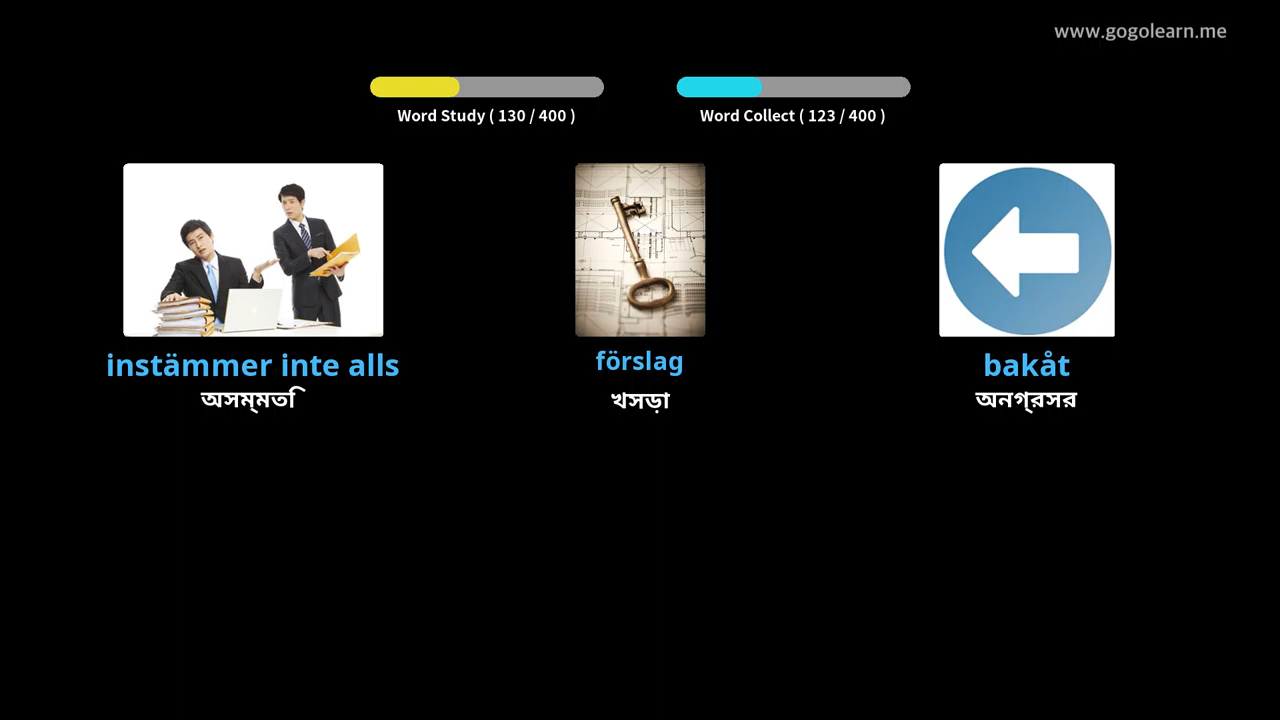 www.gogolearn.me
Word Study ( 130 / 400 )
Word Collect ( 123 / 400 )
instämmer inte alls
অসম্মতি
förslag
খসড়া
bakåt
অনগ্রসর